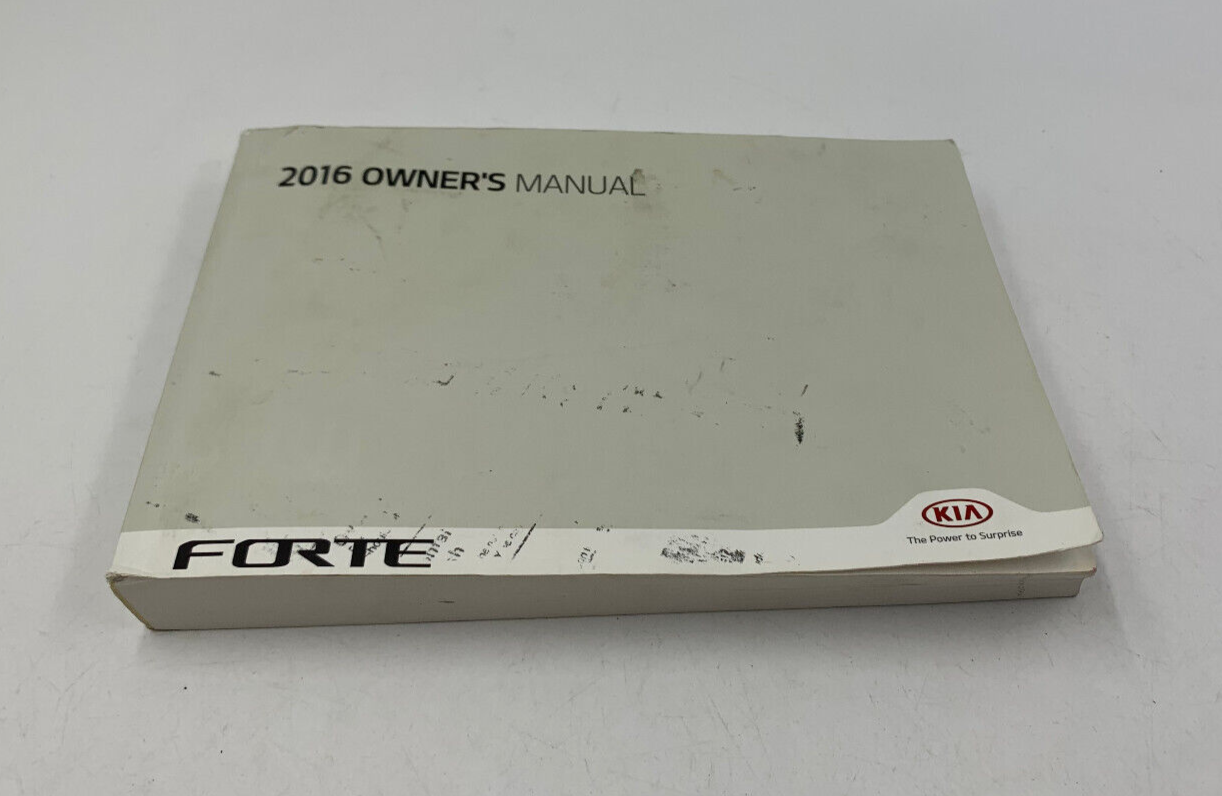 2016 OWNER'S MANUAL
KIA
The Power to Surprise
FORTE